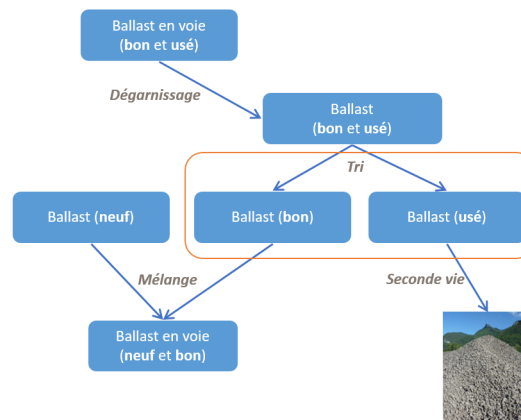 Ballast en voie
(bon et usé)
Dégarnissage
Ballast
(bon et usé)
Tri
Ballast (neuf)
Ballast (bon)
Ballast (usé)
Mélange
Seconde vie
Ballast en voie
(neuf et bon)